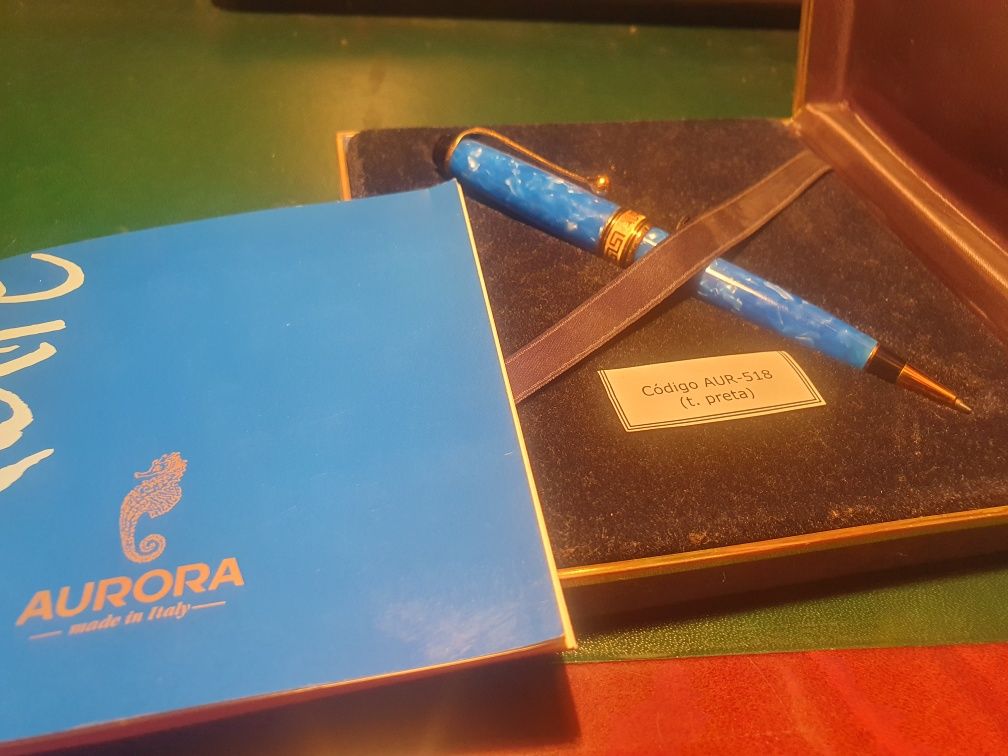 AURORA
made in Italy
Código AUR-518
(t. preta)